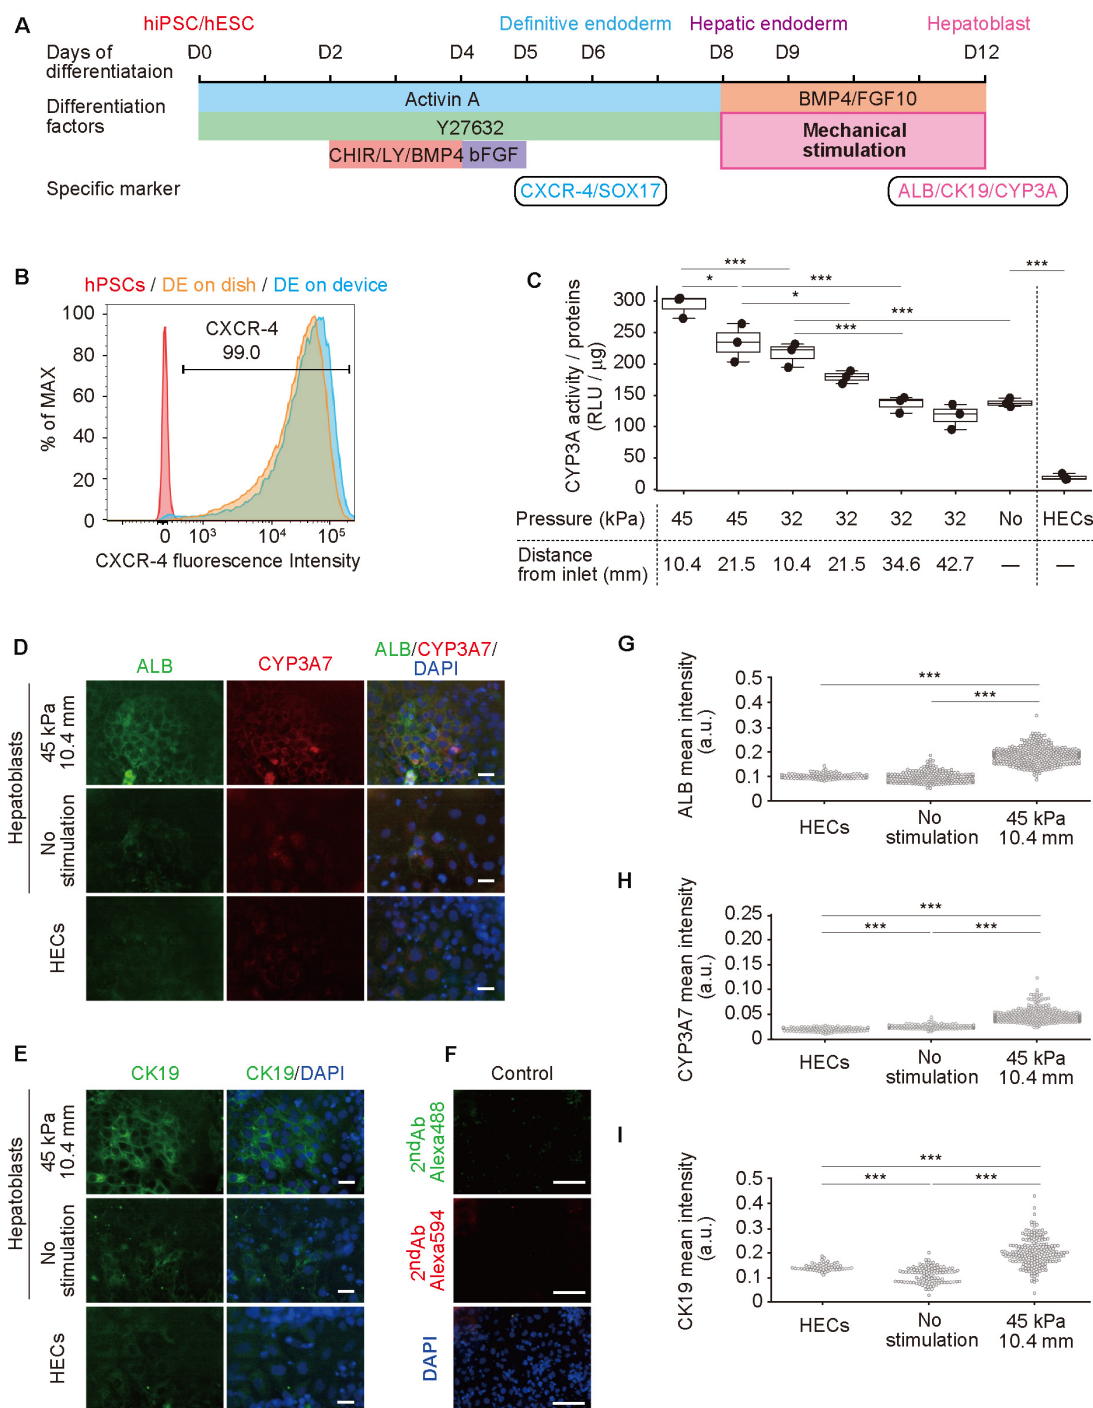 A
hiPSC/hESC
Definitive endoderm
Hepatic endoderm
Hepatoblast
Days of
differentiataion
D0
D2
D4
D5
D6
D8
D9
D12
Differentiation
factors
Activin A
BMP4/FGF10
Y27632
Mechanical
stimulation
CHIR/LY/BMP4
bFGF
Specific marker
CXCR-4/SOX17
ALB/CK19/CYP3A
B
hPSCs / DE on dish / DE on device
CXCR-4
99.0
% of MAX
100
80
60
40
20
0
0 10³ 10⁴ 10⁵
CXCR-4 fluorescence Intensity
C
CYP3A activity / proteins
(RLU / μg)
300
250
200
150
100
50
0
***
*
***
*
***
***
***
Pressure (kPa) 45 45 32 32 32 32 No HECs
Distance
from inlet (mm)
10.4 21.5 10.4 21.5 34.6 42.7 — —
D
ALB
CYP3A7
ALB/CYP3A7/
DAPI
Hepatoblasts
45 kPa
10.4 mm
No
stimulation
HECs
E
CK19
CK19/DAPI
Hepatoblasts
45 kPa
10.4 mm
No
stimulation
HECs
F
Control
2ndAb
Alexa488
2ndAb
Alexa594
DAPI
G
ALB mean intensity
(a.u.)
0.5
0.4
0.3
0.2
0.1
0
***
***
HECs
No
stimulation
45 kPa
10.4 mm
H
CYP3A7 mean intensity
(a.u.)
0.25
0.20
0.15
0.10
0.05
0
***
***
***
HECs
No
stimulation
45 kPa
10.4 mm
I
CK19 mean intensity
(a.u.)
0.5
0.4
0.3
0.2
0.1
0
***
***
***
HECs
No
stimulation
45 kPa
10.4 mm